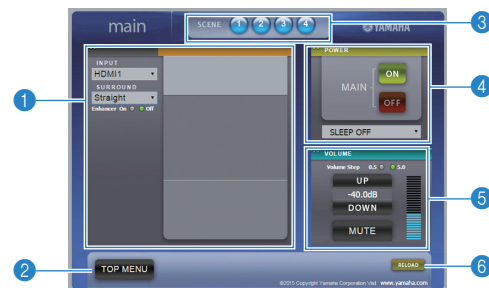 main
SCENE 1 2 3 4
YAMAHA
3
INPUT
HDMI1
SURROUND
Straight
Enhancer On Off
1
POWER
MAIN
ON
OFF
SLEEP OFF
4
VOLUME
Volume Step 0.5 5.0
UP
-40.0dB
DOWN
MUTE
5
2
TOP MENU
RELOAD
6
©2015 Copyright Yamaha Corporation Visit www.yamaha.com